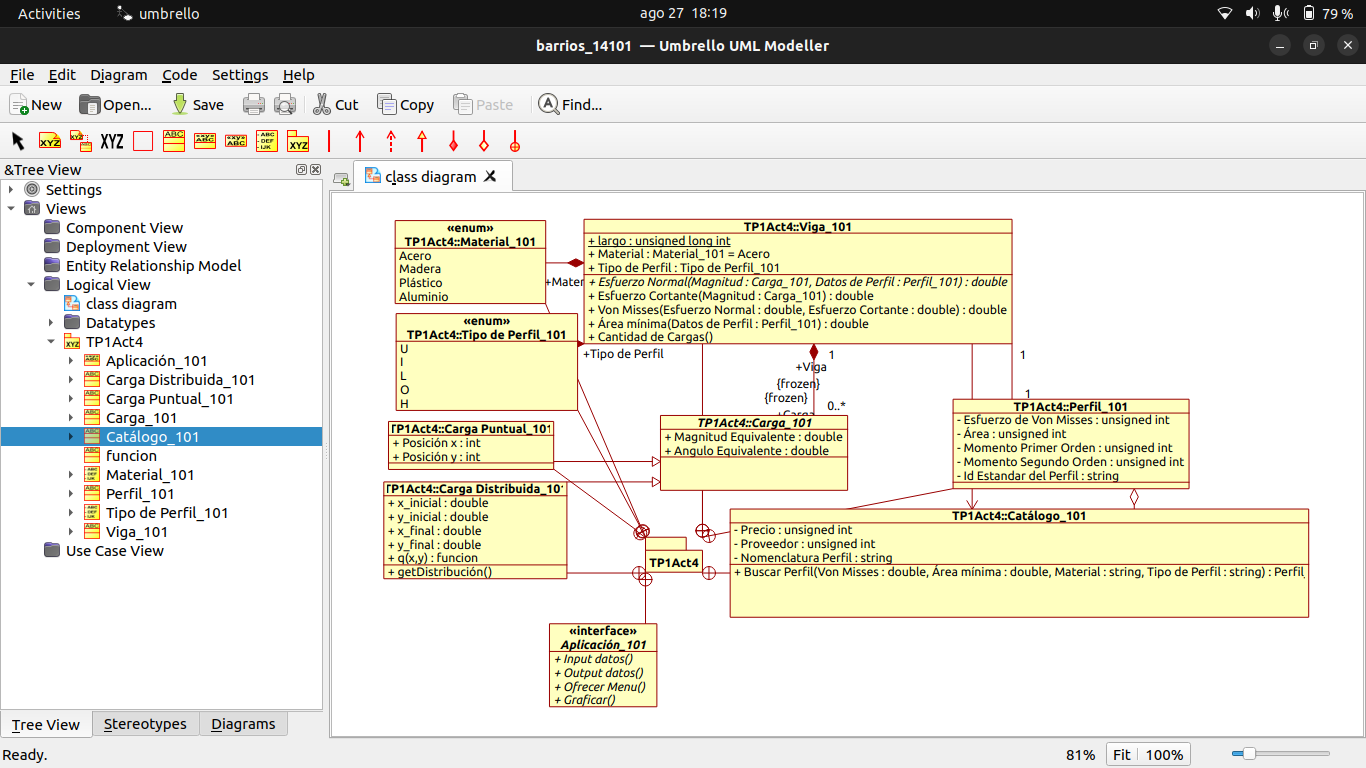 Activities
umbrello
ago 27 18:19
79 %
barrios_14101 — Umbrello UML Modeller
File Edit Diagram Code Settings Help
New Open... Save Cut Copy Paste Find...
XYZ
&Tree View
Settings
Views
Component View
Deployment View
Entity Relationship Model
Logical View
class diagram
Datatypes
TP1Act4
Aplicación_101
Carga Distribuida_101
Carga Puntual_101
Carga_101
Catálogo_101
funcion
Material_101
Perfil_101
Tipo de Perfil_101
Viga_101
Use Case View
Tree View Stereotypes Diagrams
Ready.
class diagram
«enum»
TP1Act4::Material_101
Acero
Madera
Plástico
Aluminio
TP1Act4::Viga_101
+ largo : unsigned long int
+ Material : Material_101 = Acero
+ Tipo de Perfil : Tipo de Perfil_101
+ Esfuerzo Normal(Magnitud : Carga_101, Datos de Perfil : Perfil_101) : double
+ Esfuerzo Cortante(Magnitud : Carga_101) : double
+ Von Misses(Esfuerzo Normal : double, Esfuerzo Cortante : double) : double
+ Área mínima(Datos de Perfil : Perfil_101) : double
+ Cantidad de Cargas()
+Mater
«enum»
TP1Act4::Tipo de Perfil_101
U
I
L
O
H
+Tipo de Perfil
1
+Viga
{frozen}
{frozen}
+Carga
0..*
1
1
TP1Act4::Carga Puntual_101
+ Posición x : int
+ Posición y : int
TP1Act4::Carga_101
+ Magnitud Equivalente : double
+ Angulo Equivalente : double
TP1Act4::Perfil_101
- Esfuerzo de Von Misses : unsigned int
- Área : unsigned int
- Momento Primer Orden : unsigned int
- Momento Segundo Orden : unsigned int
- Id Estandar del Perfil : string
TP1Act4::Carga Distribuida_10
+ x_inicial : double
+ y_inicial : double
+ x_final : double
+ y_final : double
+ q(x,y) : funcion
+ getDistribución()
TP1Act4
TP1Act4::Catálogo_101
- Precio : unsigned int
- Proveedor : unsigned int
- Nomenclatura Perfil : string
+ Buscar Perfil(Von Misses : double, Área mínima : double, Material : string, Tipo de Perfil : string) : Perfil_
«interface»
Aplicación_101
+ Input datos()
+ Output datos()
+ Ofrecer Menu()
+ Graficar()
81% Fit 100%